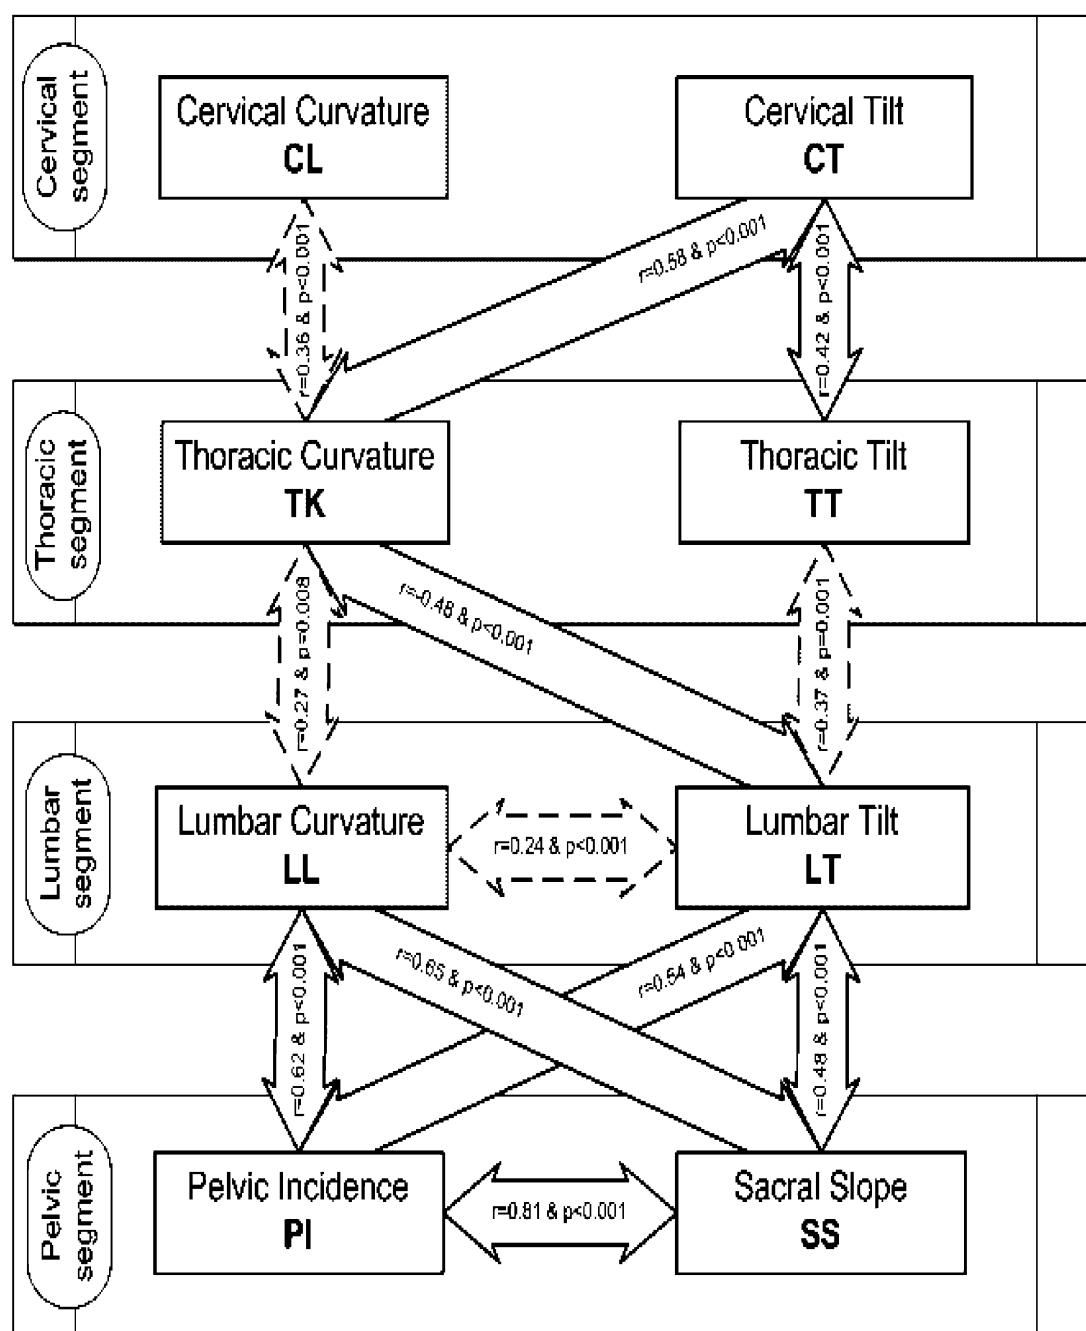 Cervical
segment
Cervical Curvature
CL
Cervical Tilt
CT
r=0.36 & p<0.001
r=0.58 & p<0.001
r=0.42 & p<0.001
Thoracic
segment
Thoracic Curvature
TK
Thoracic Tilt
TT
r=0.27 & p=0.008
r=-0.48 & p<0.001
r=0.37 & p=0.001
Lumbar
segment
Lumbar Curvature
LL
r=0.24 & p<0.001
Lumbar Tilt
LT
r=0.62 & p<0.001
r=0.65 & p<0.001
r=0.54 & p<0.001
r=0.48 & p<0.001
Pelvic
segment
Pelvic Incidence
PI
r=0.81 & p<0.001
Sacral Slope
SS